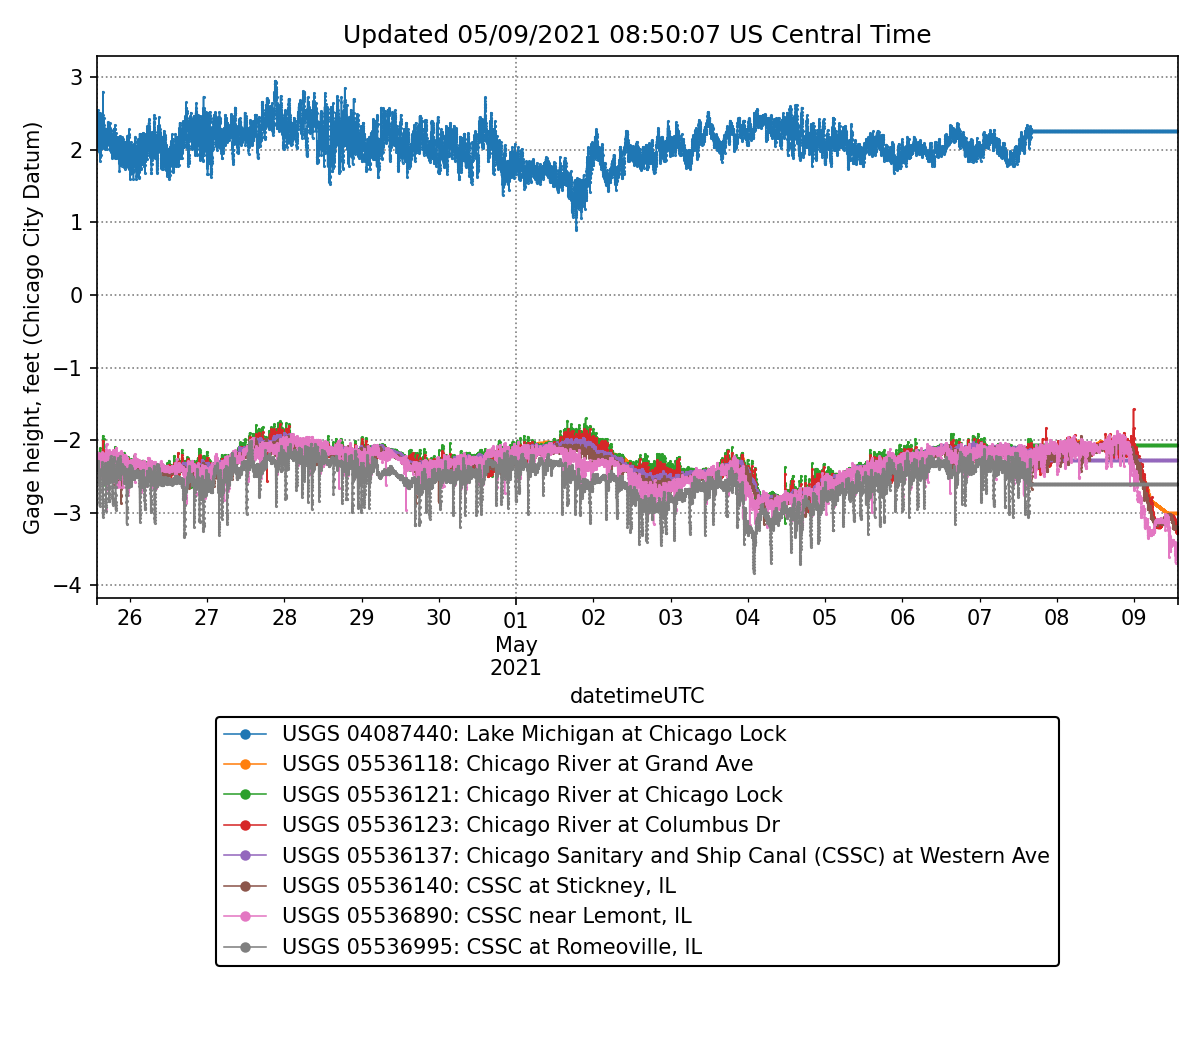 Updated 05/09/2021 08:50:07 US Central Time
Gage height, feet (Chicago City Datum)
3
2
1
0
−1
−2
−3
−4
26 27 28 29 30 01 02 03 04 05 06 07 08 09
May
2021
datetimeUTC
USGS 04087440: Lake Michigan at Chicago Lock
USGS 05536118: Chicago River at Grand Ave
USGS 05536121: Chicago River at Chicago Lock
USGS 05536123: Chicago River at Columbus Dr
USGS 05536137: Chicago Sanitary and Ship Canal (CSSC) at Western Ave
USGS 05536140: CSSC at Stickney, IL
USGS 05536890: CSSC near Lemont, IL
USGS 05536995: CSSC at Romeoville, IL